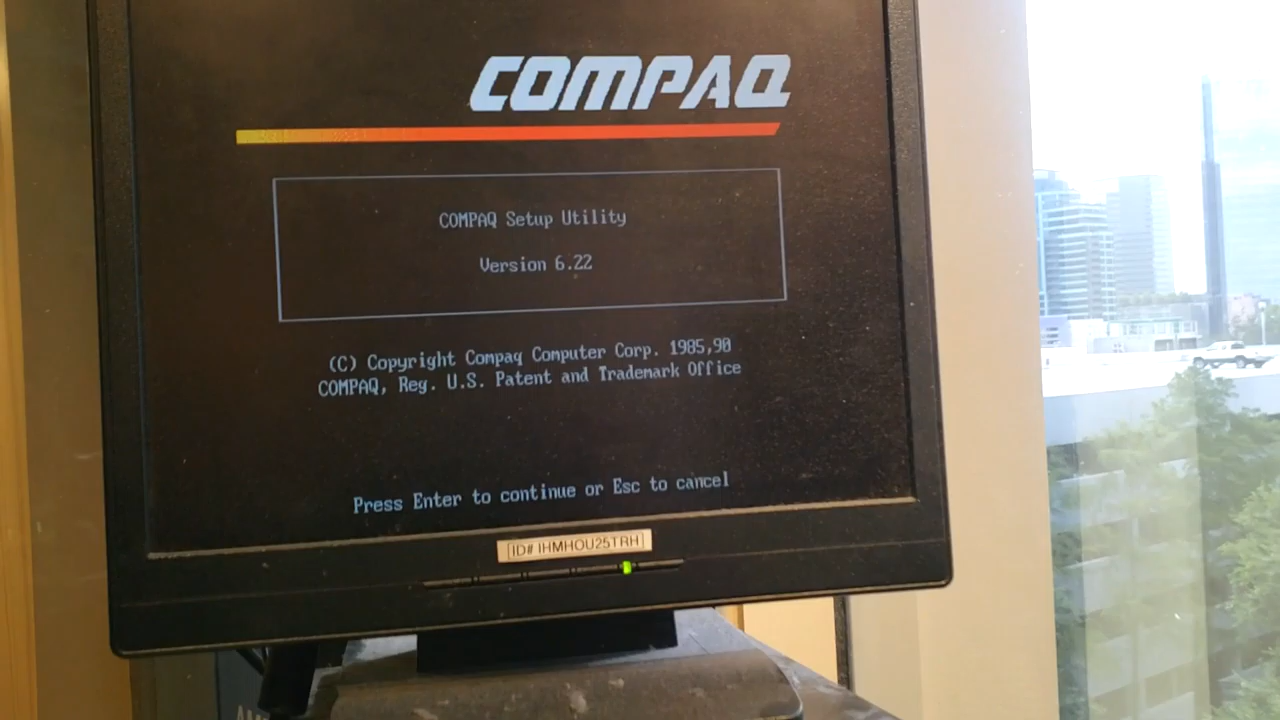 COMPAQ
COMPAQ Setup Utility
Version 6.22
(C) Copyright Compaq Computer Corp. 1985,90
COMPAQ, Reg. U.S. Patent and Trademark Office
Press Enter to continue or Esc to cancel
ID# IHMHOU25TRH